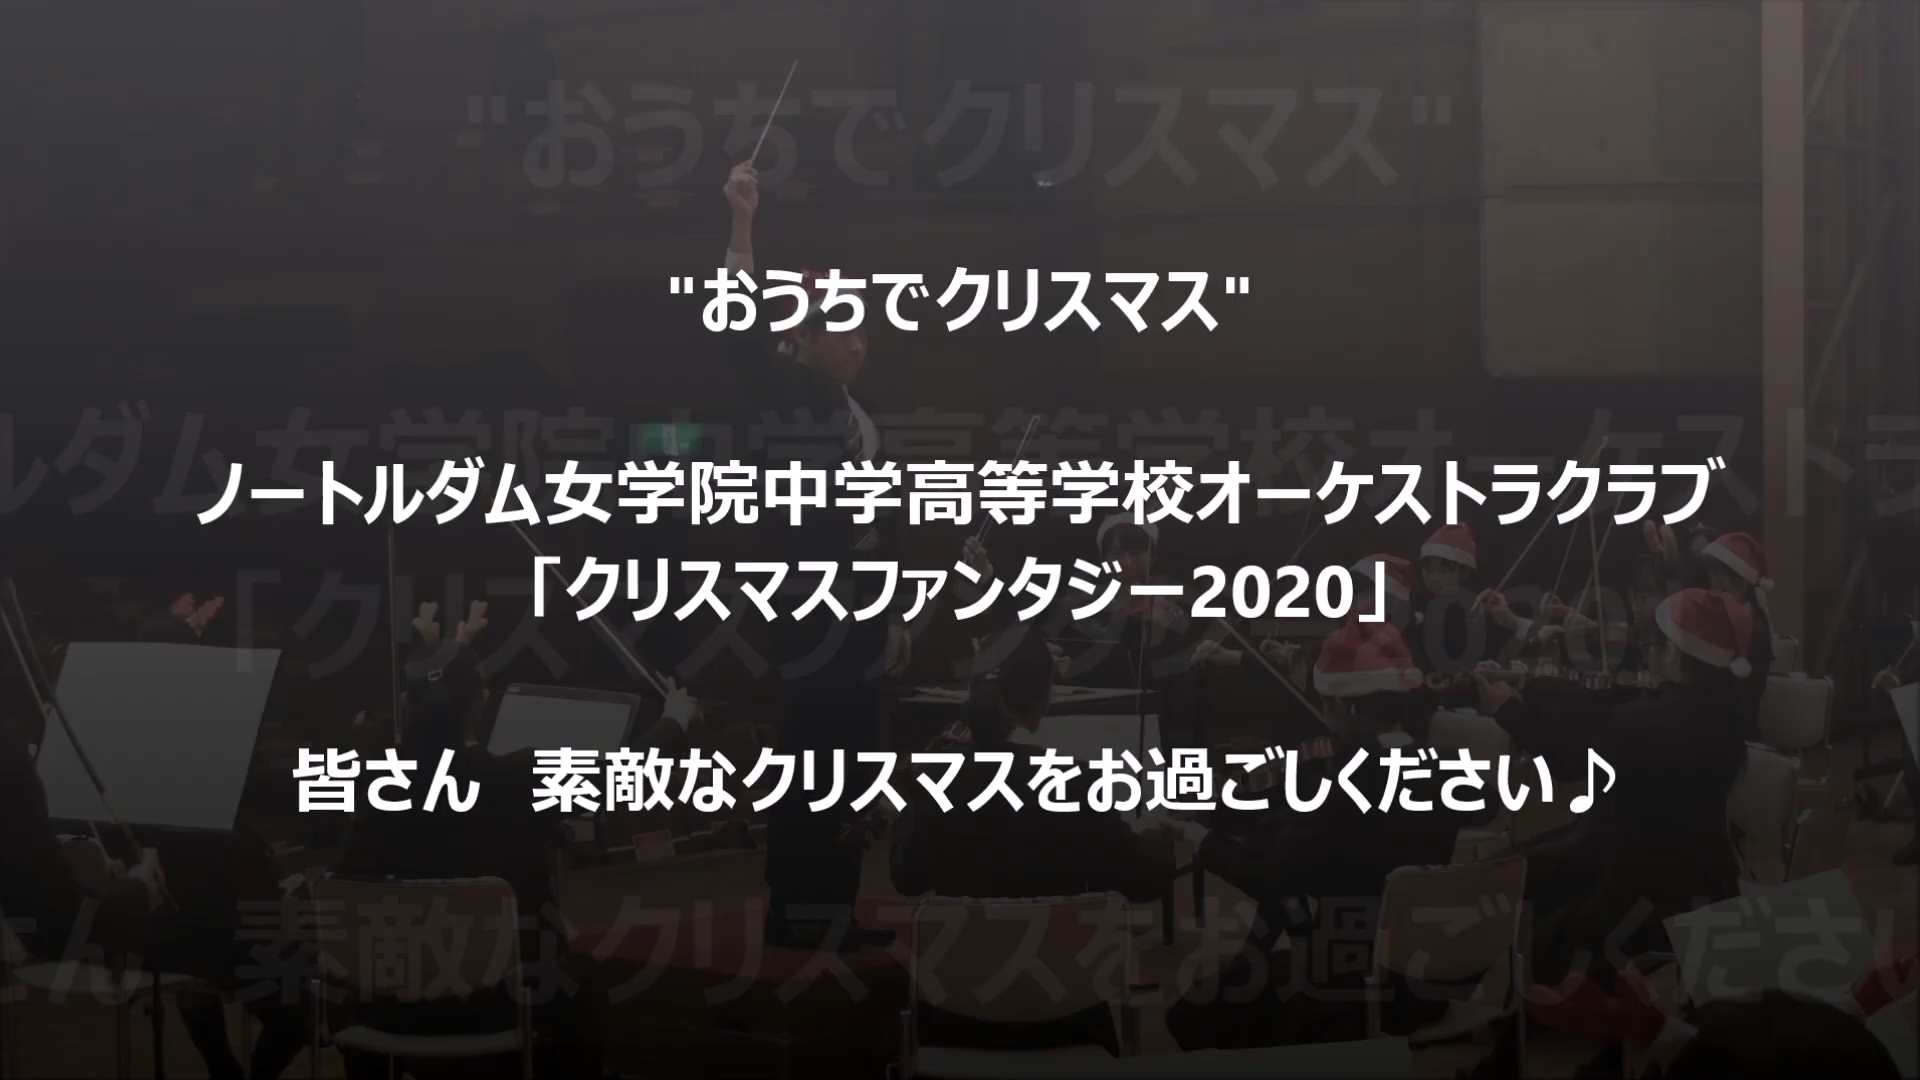 "おうちでクリスマス"
ノートルダム女学院中学高等学校オーケストラクラブ
「クリスマスファンタジー2020」
皆さん　素敵なクリスマスをお過ごしください♪